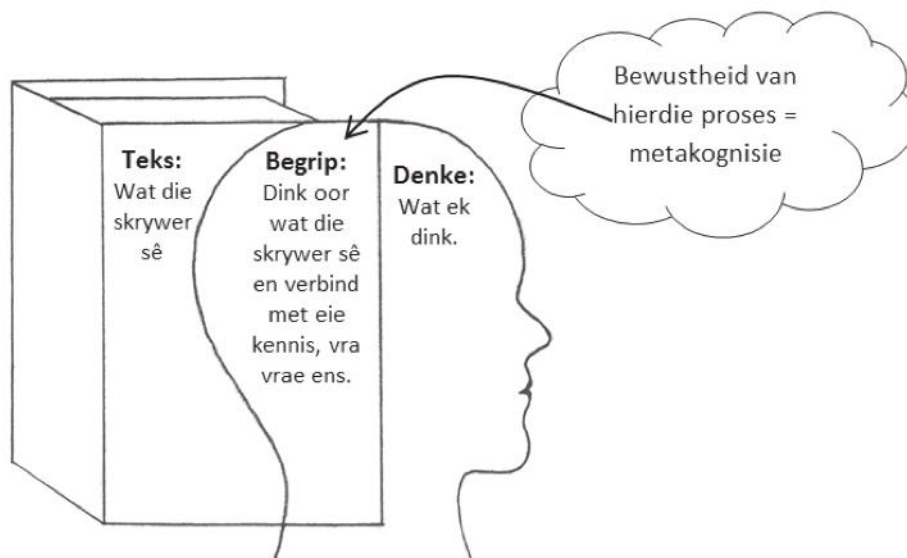 Teks:
Wat die
skrywer
sê
Begrip:
Dink oor
wat die
skrywer sê
en verbind
met eie
kennis, vra
vrae ens.
Denke:
Wat ek
dink.
Bewustheid van
hierdie proses =
metakognisie